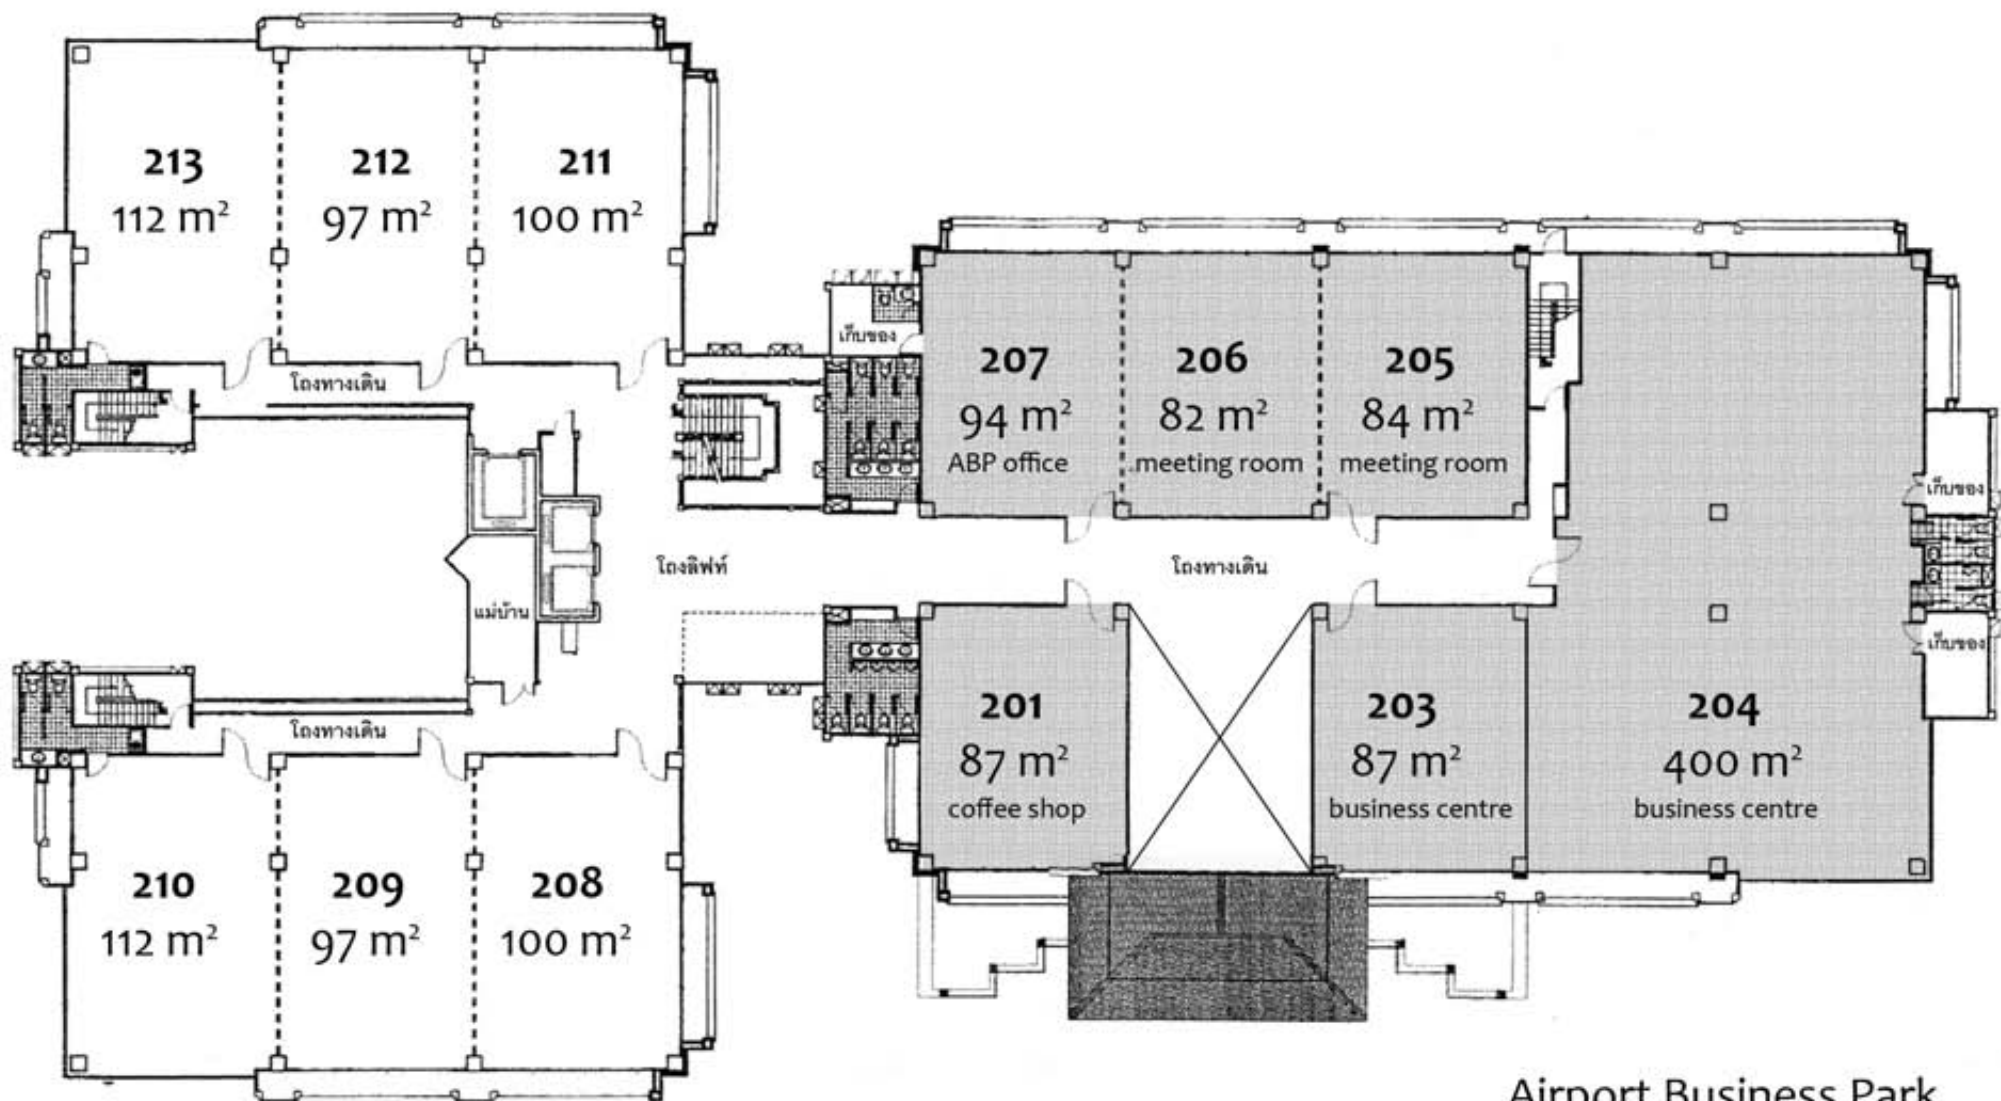 213
112 m²
212
97 m²
211
100 m²
โถงทางเดิน
เก็บของ
207
94 m²
ABP office
206
82 m²
meeting room
205
84 m²
meeting room
เก็บของ
โถงลิฟท์
โถงทางเดิน
แม่บ้าน
เก็บของ
โถงทางเดิน
201
87 m²
coffee shop
203
87 m²
business centre
204
400 m²
business centre
210
112 m²
209
97 m²
208
100 m²
Airport Business Park